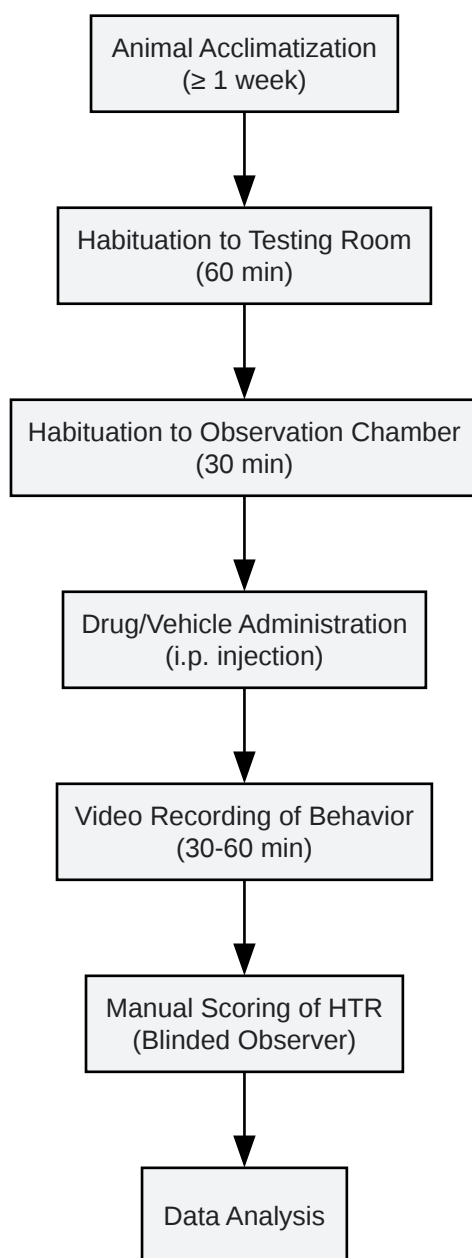 Animal Acclimatization
(≥ 1 week)
Habituation to Testing Room
(60 min)
Habituation to Observation Chamber
(30 min)
Drug/Vehicle Administration
(i.p. injection)
Video Recording of Behavior
(30-60 min)
Manual Scoring of HTR
(Blinded Observer)
Data Analysis